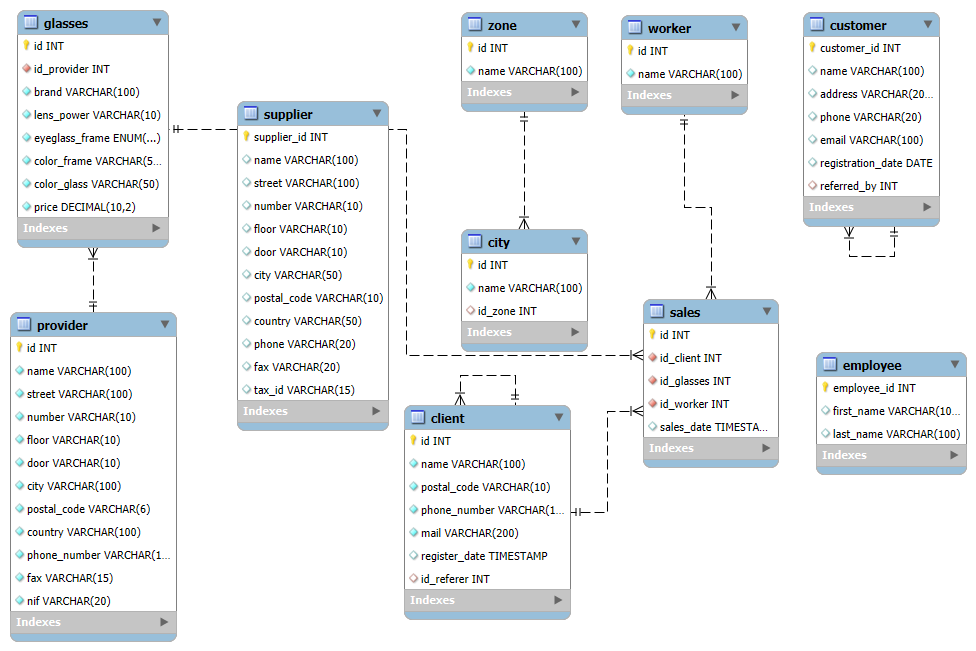 glasses
id INT
id_provider INT
brand VARCHAR(100)
lens_power VARCHAR(10)
eyeglass_frame ENUM(...)
color_frame VARCHAR(5...
color_glass VARCHAR(50)
price DECIMAL(10,2)
Indexes
provider
id INT
name VARCHAR(100)
street VARCHAR(100)
number VARCHAR(10)
floor VARCHAR(10)
door VARCHAR(10)
city VARCHAR(100)
postal_code VARCHAR(6)
country VARCHAR(100)
phone_number VARCHAR(1...
fax VARCHAR(15)
nif VARCHAR(20)
Indexes
supplier
supplier_id INT
name VARCHAR(100)
street VARCHAR(100)
number VARCHAR(10)
floor VARCHAR(10)
door VARCHAR(10)
city VARCHAR(50)
postal_code VARCHAR(10)
country VARCHAR(50)
phone VARCHAR(20)
fax VARCHAR(20)
tax_id VARCHAR(15)
Indexes
zone
id INT
name VARCHAR(100)
Indexes
city
id INT
name VARCHAR(100)
id_zone INT
Indexes
client
id INT
name VARCHAR(100)
postal_code VARCHAR(10)
phone_number VARCHAR(1...
mail VARCHAR(200)
register_date TIMESTAMP
id_referer INT
Indexes
worker
id INT
name VARCHAR(100)
Indexes
sales
id INT
id_client INT
id_glasses INT
id_worker INT
sales_date TIMESTA...
Indexes
customer
customer_id INT
name VARCHAR(100)
address VARCHAR(20...
phone VARCHAR(20)
email VARCHAR(100)
registration_date DATE
referred_by INT
Indexes
employee
employee_id INT
first_name VARCHAR(10...
last_name VARCHAR(100)
Indexes